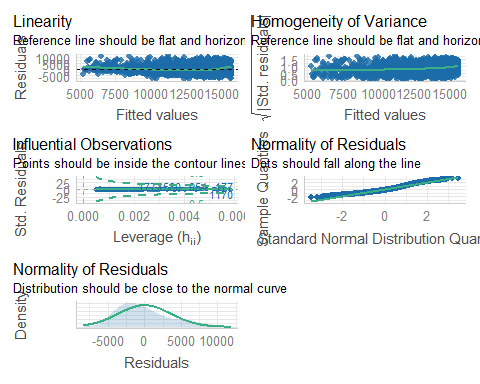 Linearity
Reference line should be flat and horizon
Residuals
10000
5000
0
-5000
5000 7500 10000 12500 15000
Fitted values
Homogeneity of Variance
Reference line should be flat and horizon
√|Std. residuals|
1.5
1.0
0.5
0.0
5000 7500 10000 12500 15000
Fitted values
Influential Observations
Points should be inside the contour lines
Std. Residuals
25
0
-25
1170
0.000 0.002 0.004 0.00
Leverage (hii)
Normality of Residuals
Dots should fall along the line
Sample Quantiles
2
0
-2
-2 0 2
Standard Normal Distribution Quan
Normality of Residuals
Distribution should be close to the normal curve
Density
-5000 0 5000 10000
Residuals